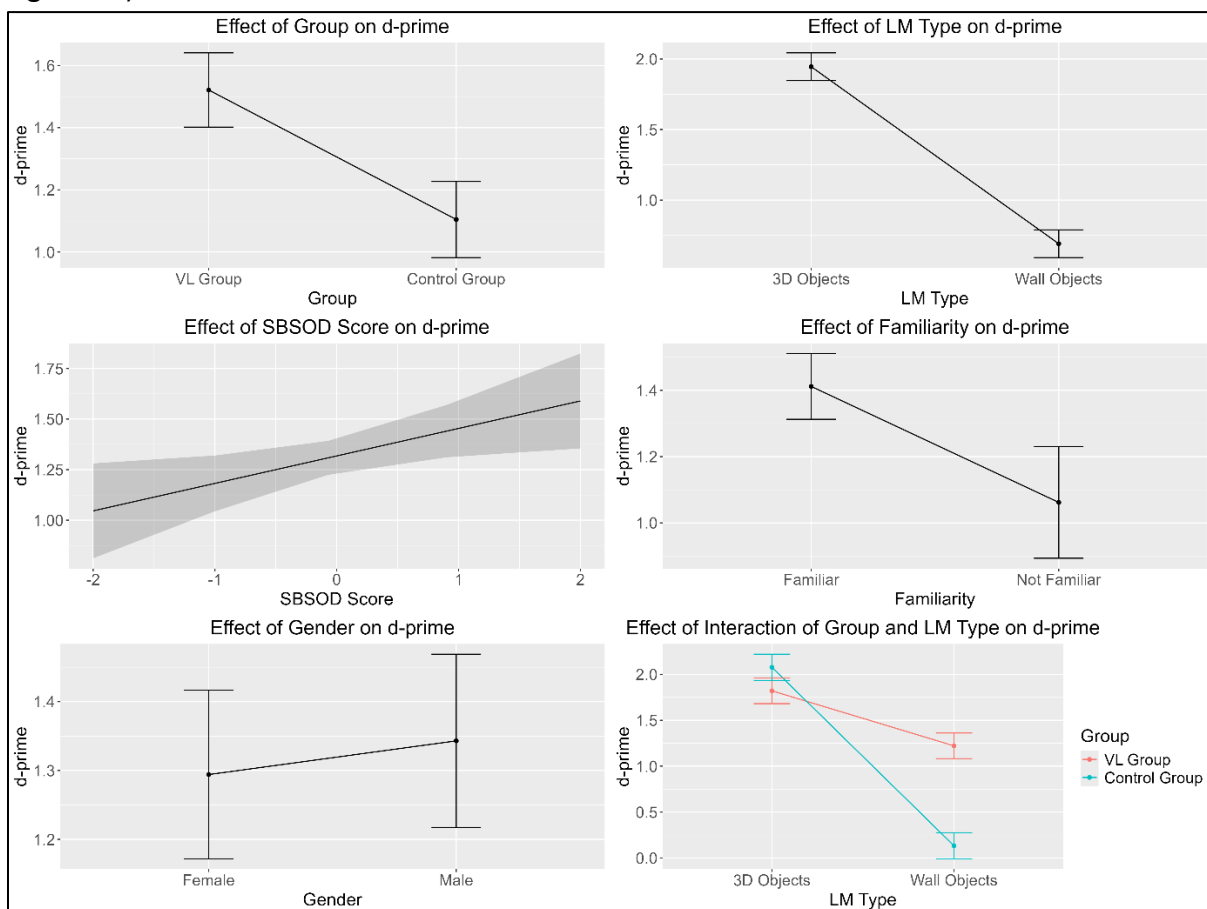 Effect of Group on d-prime
1.6
1.4
1.2
1.0
d-prime
VL Group Control Group
Group
Effect of LM Type on d-prime
2.0
1.5
1.0
d-prime
3D Objects Wall Objects
LM Type
Effect of SBSOD Score on d-prime
1.75
1.50
1.25
1.00
d-prime
-2 -1 0 1 2
SBSOD Score
Effect of Familiarity on d-prime
1.4
1.2
1.0
d-prime
Familiar Not Familiar
Familiarity
Effect of Gender on d-prime
1.4
1.3
1.2
d-prime
Female Male
Gender
Effect of Interaction of Group and LM Type on d-prime
2.0
1.5
1.0
0.5
0.0
d-prime
3D Objects Wall Objects
LM Type
Group
VL Group
Control Group